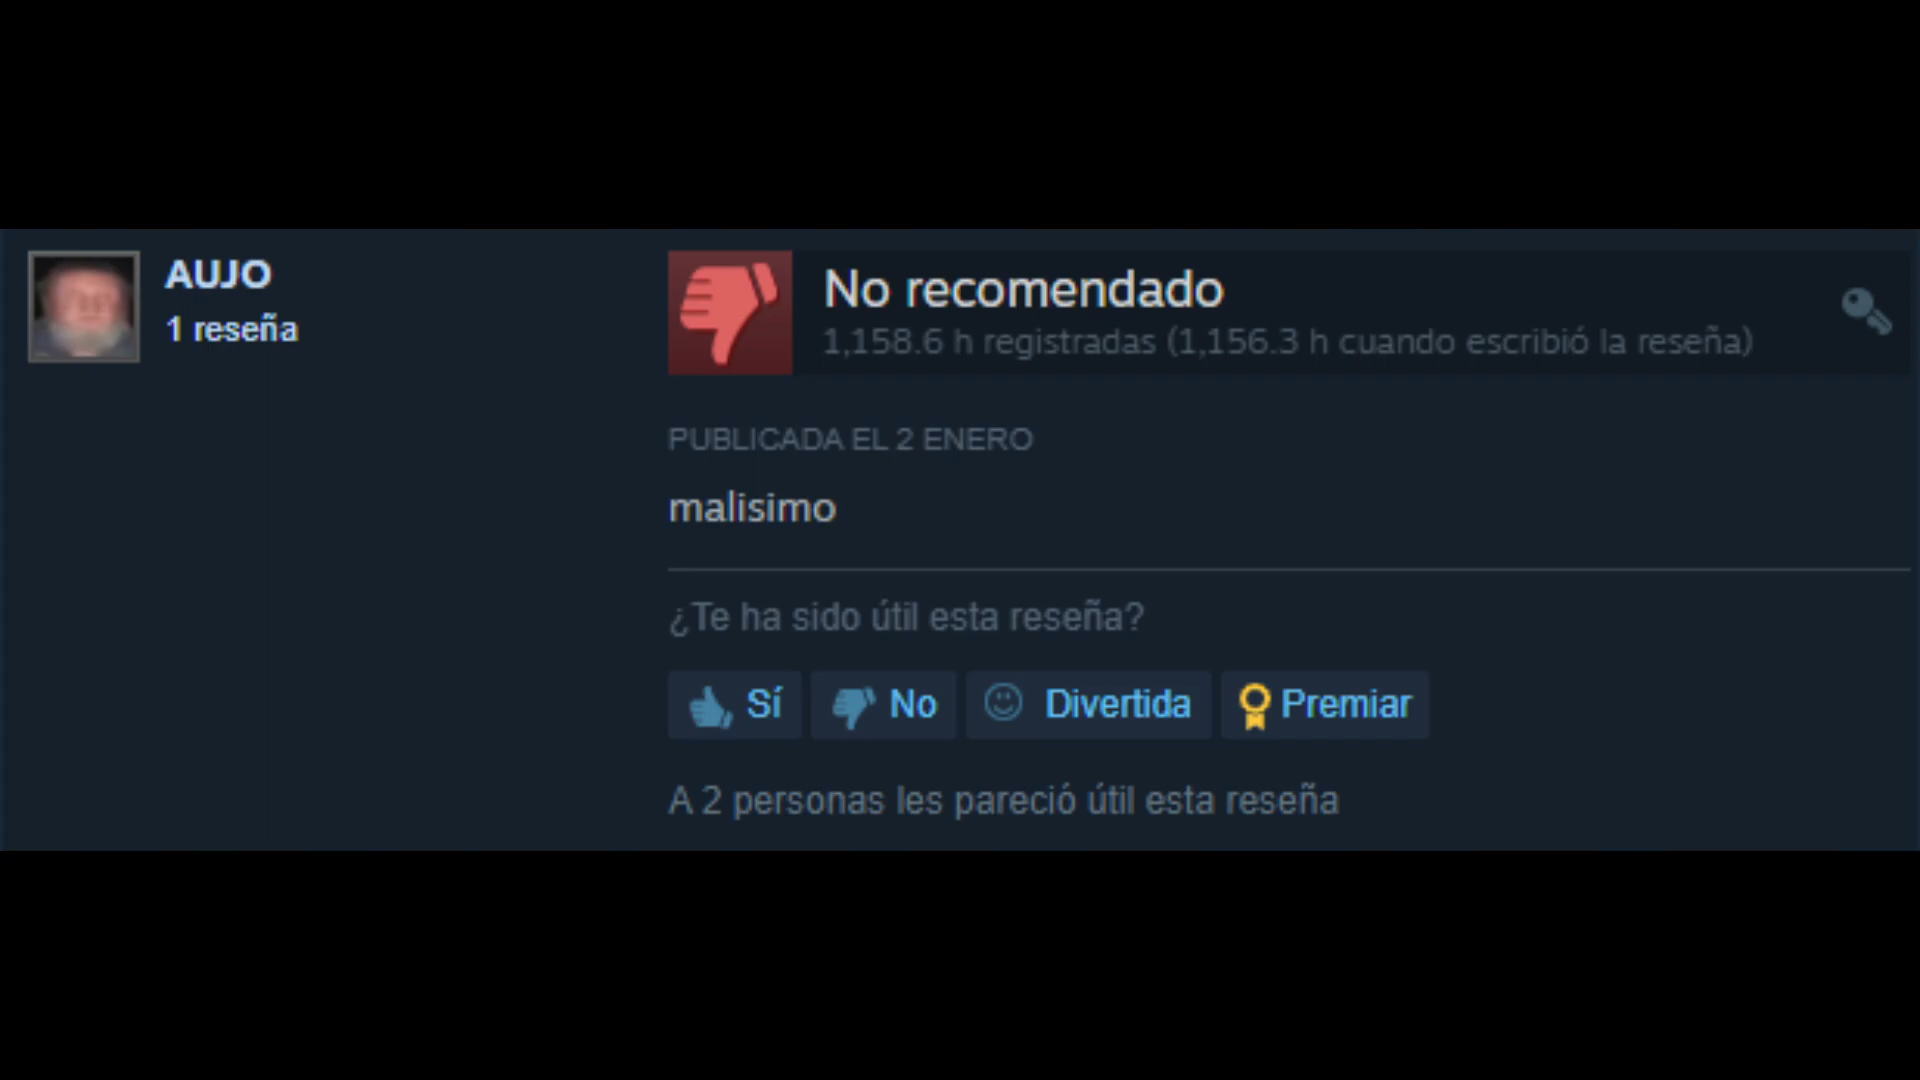 AUJO
1 reseña
No recomendado
1,158.6 h registradas (1,156.3 h cuando escribió la reseña)
PUBLICADA EL 2 ENERO
malisimo
¿Te ha sido útil esta reseña?
Sí No Divertida Premiar
A 2 personas les pareció útil esta reseña